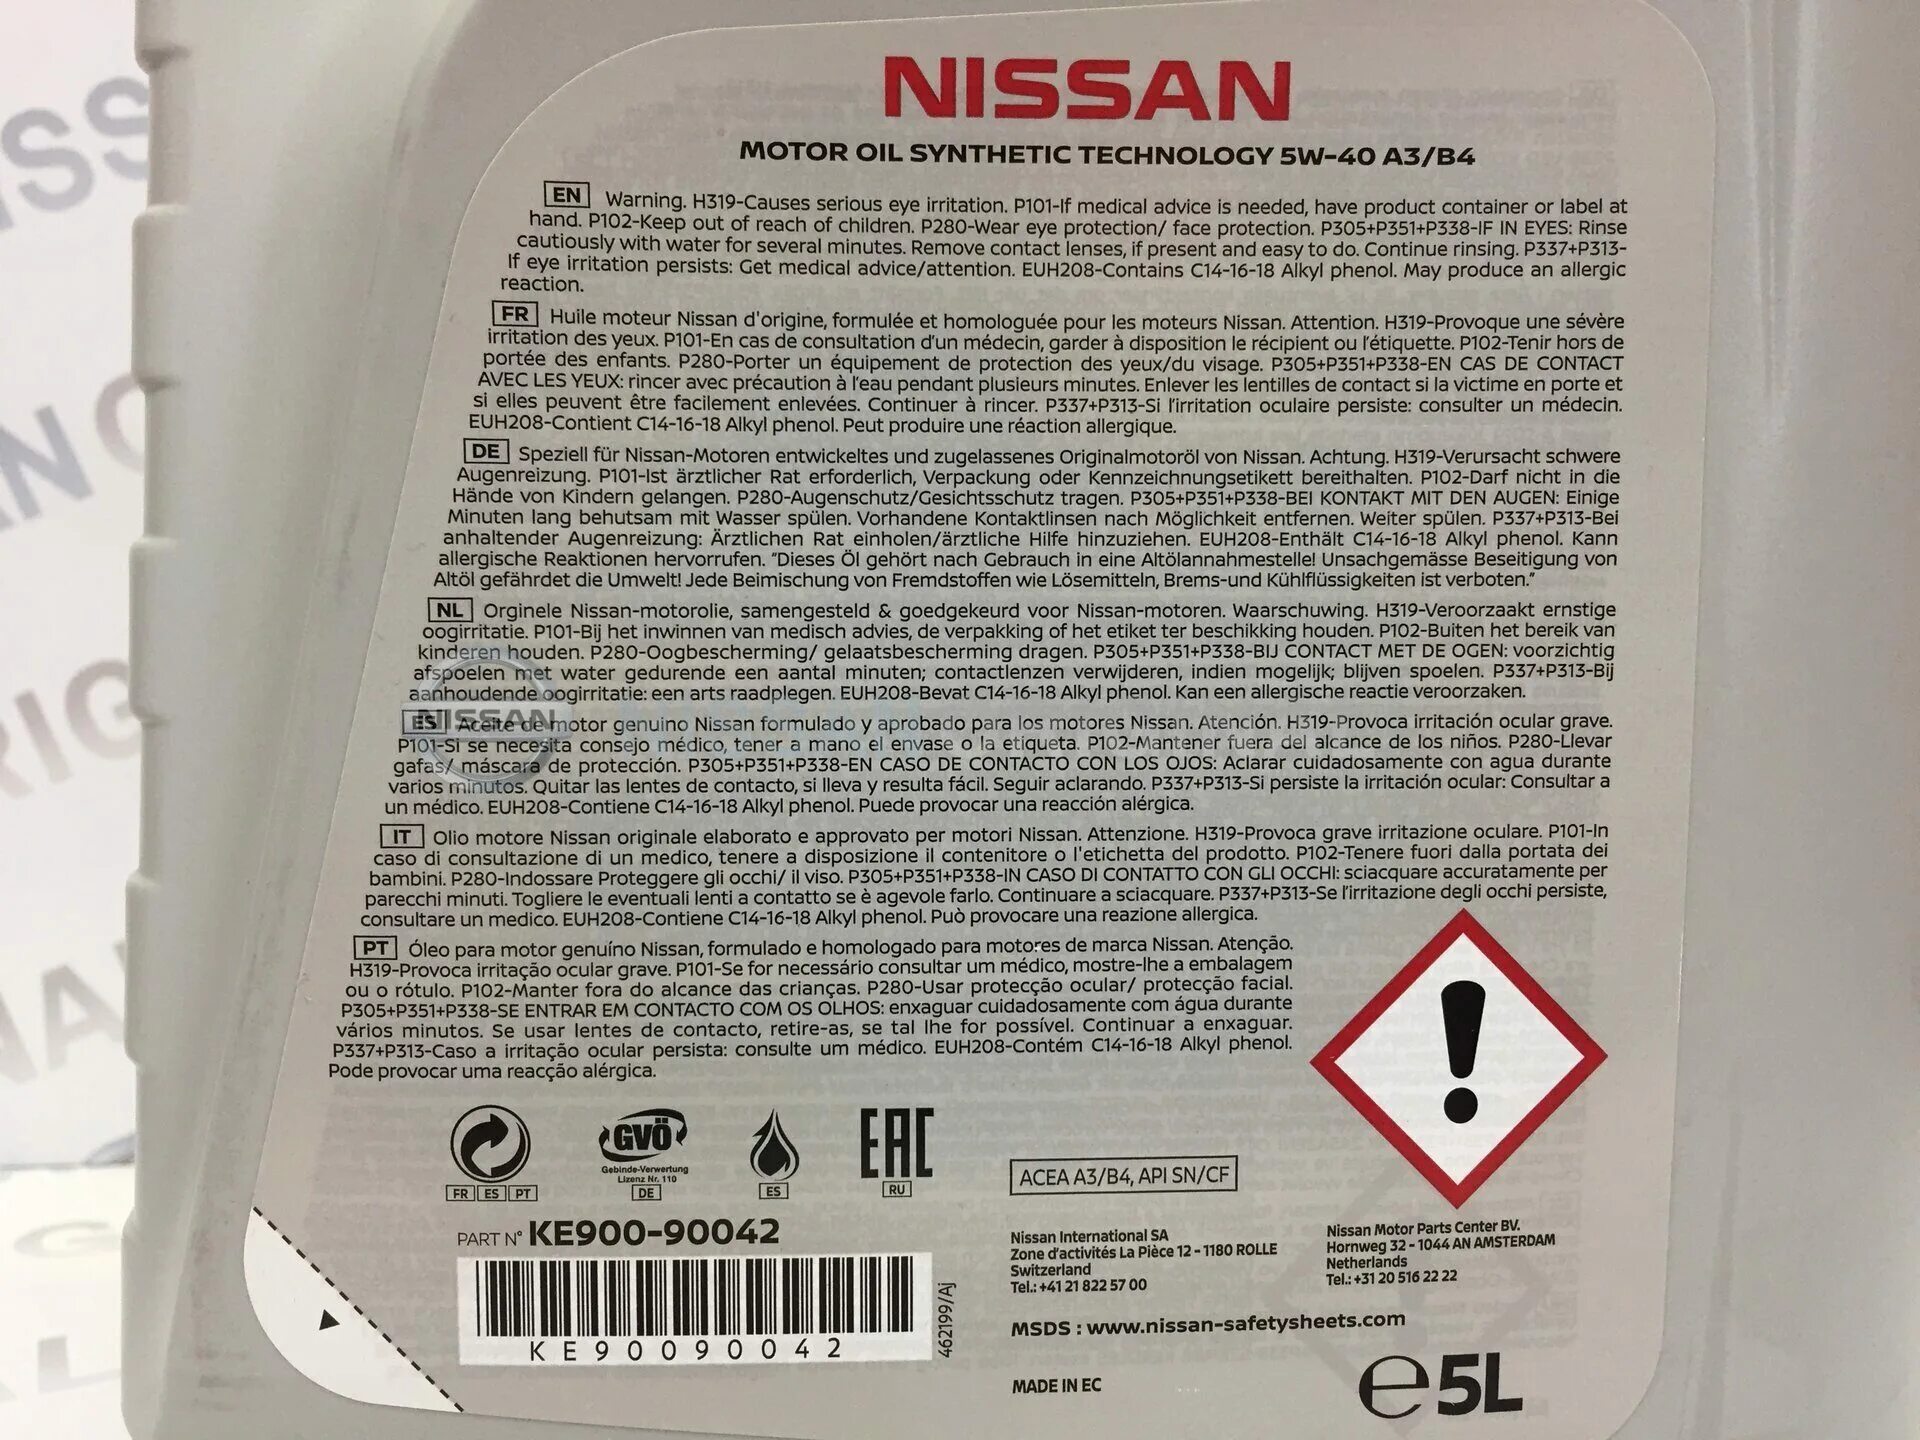 NISSAN
MOTOR OIL SYNTHETIC TECHNOLOGY 5W-40 A3/B4
EN Warning. H319-Causes serious eye irritation. P101-If medical advice is needed, have product container or label at
hand. P102-Keep out of reach of children. P280-Wear eye protection/ face protection. P305+P351+P338-IF IN EYES: Rinse
cautiously with water for several minutes. Remove contact lenses, if present and easy to do. Continue rinsing. P337+P313-
If eye irritation persists: Get medical advice/attention. EUH208-Contains C14-16-18 Alkyl phenol. May produce an allergic
reaction.
FR Huile moteur Nissan d'origine, formulée et homologuée pour les moteurs Nissan. Attention. H319-Provoque une sévère
irritation des yeux. P101-En cas de consultation d'un médecin, garder à disposition le récipient ou l'étiquette. P102-Tenir hors de
portée des enfants. P280-Porter un équipement de protection des yeux/du visage. P305+P351+P338-EN CAS DE CONTACT
AVEC LES YEUX: rincer avec précaution à l'eau pendant plusieurs minutes. Enlever les lentilles de contact si la victime en porte et
si elles peuvent être facilement enlevées. Continuer à rincer. P337+P313-Si l'irritation oculaire persiste: consulter un médecin.
EUH208-Contient C14-16-18 Alkyl phenol. Peut produire une réaction allergique.
DE Speziell für Nissan-Motoren entwickeltes und zugelassenes Originalmotoröl von Nissan. Achtung. H319-Verursacht schwere
Augenreizung. P101-Ist ärztlicher Rat erforderlich, Verpackung oder Kennzeichnungsetikett bereithalten. P102-Darf nicht in die
Hände von Kindern gelangen. P280-Augenschutz/Gesichtsschutz tragen. P305+P351+P338-BEI KONTAKT MIT DEN AUGEN: Einige
Minuten lang behutsam mit Wasser spülen. Vorhandene Kontaktlinsen nach Möglichkeit entfernen. Weiter spülen. P337+P313-Bei
anhaltender Augenreizung: Ärztlichen Rat einholen/ärztliche Hilfe hinzuziehen. EUH208-Enthält C14-16-18 Alkyl phenol. Kann
allergische Reaktionen hervorrufen. "Dieses Öl gehört nach Gebrauch in eine Altölannahmestelle! Unsachgemässe Beseitigung von
Altöl gefährdet die Umwelt! Jede Beimischung von Fremdstoffen wie Lösemitteln, Brems-und Kühlflüssigkeiten ist verboten."
NL Orginele Nissan-motorolie, samengesteld & goedgekeurd voor Nissan-motoren. Waarschuwing. H319-Veroorzaakt ernstige
oogirritatie. P101-Bij het inwinnen van medisch advies, de verpakking of het etiket ter beschikking houden. P102-Buiten het bereik van
kinderen houden. P280-Oogbescherming/ gelaatsbescherming dragen. P305+P351+P338-BIJ CONTACT MET DE OGEN: voorzichtig
afspoelen met water gedurende een aantal minuten; contactlenzen verwijderen, indien mogelijk; blijven spoelen. P337+P313-Bij
aanhoudende oogirritatie: een arts raadplegen. EUH208-Bevat C14-16-18 Alkyl phenol. Kan een allergische reactie veroorzaken.
ES Aceite de motor genuino Nissan formulado y aprobado para los motores Nissan. Atención. H319-Provoca irritación ocular grave.
P101-Si se necesita consejo médico, tener a mano el envase o la etiqueta. P102-Mantener fuera del alcance de los niños. P280-Llevar
gafas/ máscara de protección. P305+P351+P338-EN CASO DE CONTACTO CON LOS OJOS: Aclarar cuidadosamente con agua durante
varios minutos. Quitar las lentes de contacto, si lleva y resulta fácil. Seguir aclarando. P337+P313-Si persiste la irritación ocular: Consultar a
un médico. EUH208-Contiene C14-16-18 Alkyl phenol. Puede provocar una reacción alérgica.
IT Olio motore Nissan originale elaborato e approvato per motori Nissan. Attenzione. H319-Provoca grave irritazione oculare. P101-In
caso di consultazione di un medico, tenere a disposizione il contenitore o l'etichetta del prodotto. P102-Tenere fuori dalla portata dei
bambini. P280-Indossare Proteggere gli occhi/ il viso. P305+P351+P338-IN CASO DI CONTATTO CON GLI OCCHI: sciacquare accuratamente per
parecchi minuti. Togliere le eventuali lenti a contatto se è agevole farlo. Continuare a sciacquare. P337+P313-Se l'irritazione degli occhi persiste,
consultare un medico. EUH208-Contiene C14-16-18 Alkyl phenol. Può provocare una reazione allergica.
PT Óleo para motor genuíno Nissan, formulado e homologado para motores de marca Nissan. Atenção.
H319-Provoca irritação ocular grave. P101-Se for necessário consultar um médico, mostre-lhe a embalagem
ou o rótulo. P102-Manter fora do alcance das crianças. P280-Usar protecção ocular/ protecção facial.
P305+P351+P338-SE ENTRAR EM CONTACTO COM OS OLHOS: enxaguar cuidadosamente com água durante
vários minutos. Se usar lentes de contacto, retire-as, se tal lhe for possível. Continuar a enxaguar.
P337+P313-Caso a irritação ocular persista: consulte um médico. EUH208-Contém C14-16-18 Alkyl phenol.
Pode provocar uma reacção alérgica.
NISSAN
GVÖ
Gebinde-Verwertung
Lizenz Nr. 110
EAC
FR ES PT
DE
ES
RU
ACEA A3/B4, API SN/CF
PART N° KE900-90042
KE90090042
462199/Aj
Nissan International SA
Zone d'activités La Pièce 12 - 1180 ROLLE
Switzerland
Tel.: +41 21 822 57 00
Nissan Motor Parts Center BV.
Hornweg 32 - 1044 AN AMSTERDAM
Netherlands
Tel.: +31 20 516 22 22
MSDS : www.nissan-safetysheets.com
MADE IN EC
e 5L